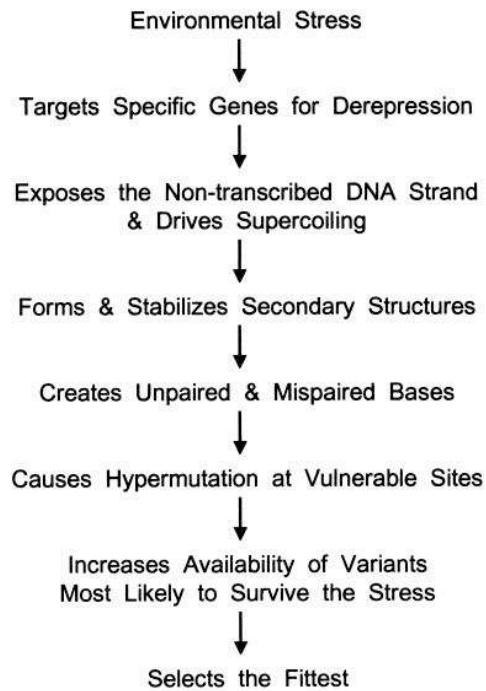 Environmental Stress
Targets Specific Genes for Derepression
Exposes the Non-transcribed DNA Strand
& Drives Supercoiling
Forms & Stabilizes Secondary Structures
Creates Unpaired & Mispaired Bases
Causes Hypermutation at Vulnerable Sites
Increases Availability of Variants
Most Likely to Survive the Stress
Selects the Fittest